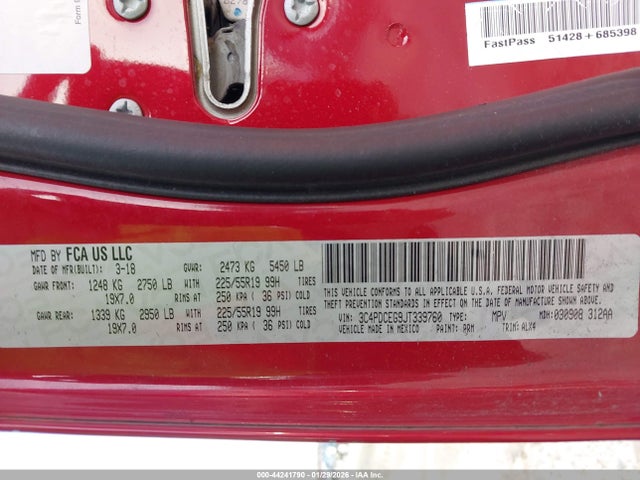 Form
FastPass 51428 + 685398
MFD BY FCA US LLC
DATE OF MFR(BUILT): 3-18 GVWR: 2473 KG 5450 LB
GAWR FRONT: 1248 KG 2750 LB WITH 225/55R19 99H TIRES
19X7.0 RIMS AT 250 KPA ( 36 PSI) COLD
GAWR REAR: 1339 KG 2950 LB WITH 225/55R19 99H TIRES
19X7.0 RIMS AT 250 KPA ( 36 PSI) COLD
THIS VEHICLE CONFORMS TO ALL APPLICABLE U.S.A. FEDERAL MOTOR VEHICLE SAFETY,
BUMPER, AND THEFT PREVENTION STANDARDS IN EFFECT ON THE DATE
OF MANUFACTURE SHOWN ABOVE.
VIN: 3C4PDCEG9JT339760 TYPE: MPV MDH: 030908 312AA
VEHICLE MADE IN MEXICO PAINT: PRM TRIM: ALX4
000-44241790 - 01/29/2026 - IAAI.COM